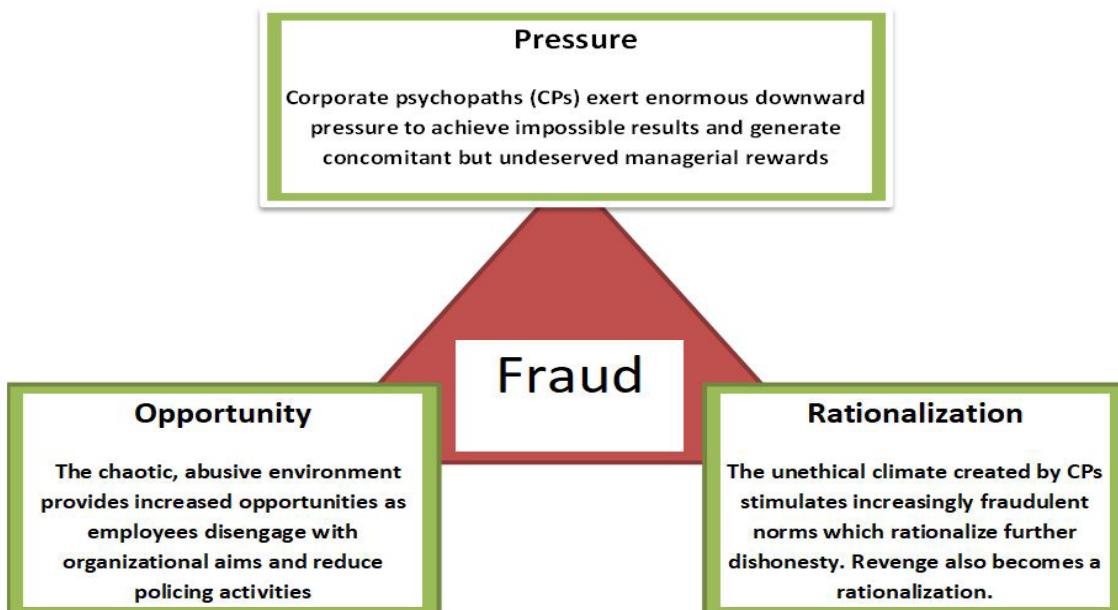 Pressure
Corporate psychopaths (CPs) exert enormous downward
pressure to achieve impossible results and generate
concomitant but undeserved managerial rewards
Fraud
Opportunity
The chaotic, abusive environment
provides increased opportunities as
employees disengage with
organizational aims and reduce
policing activities
Rationalization
The unethical climate created by CPs
stimulates increasingly fraudulent
norms which rationalize further
dishonesty. Revenge also becomes a
rationalization.